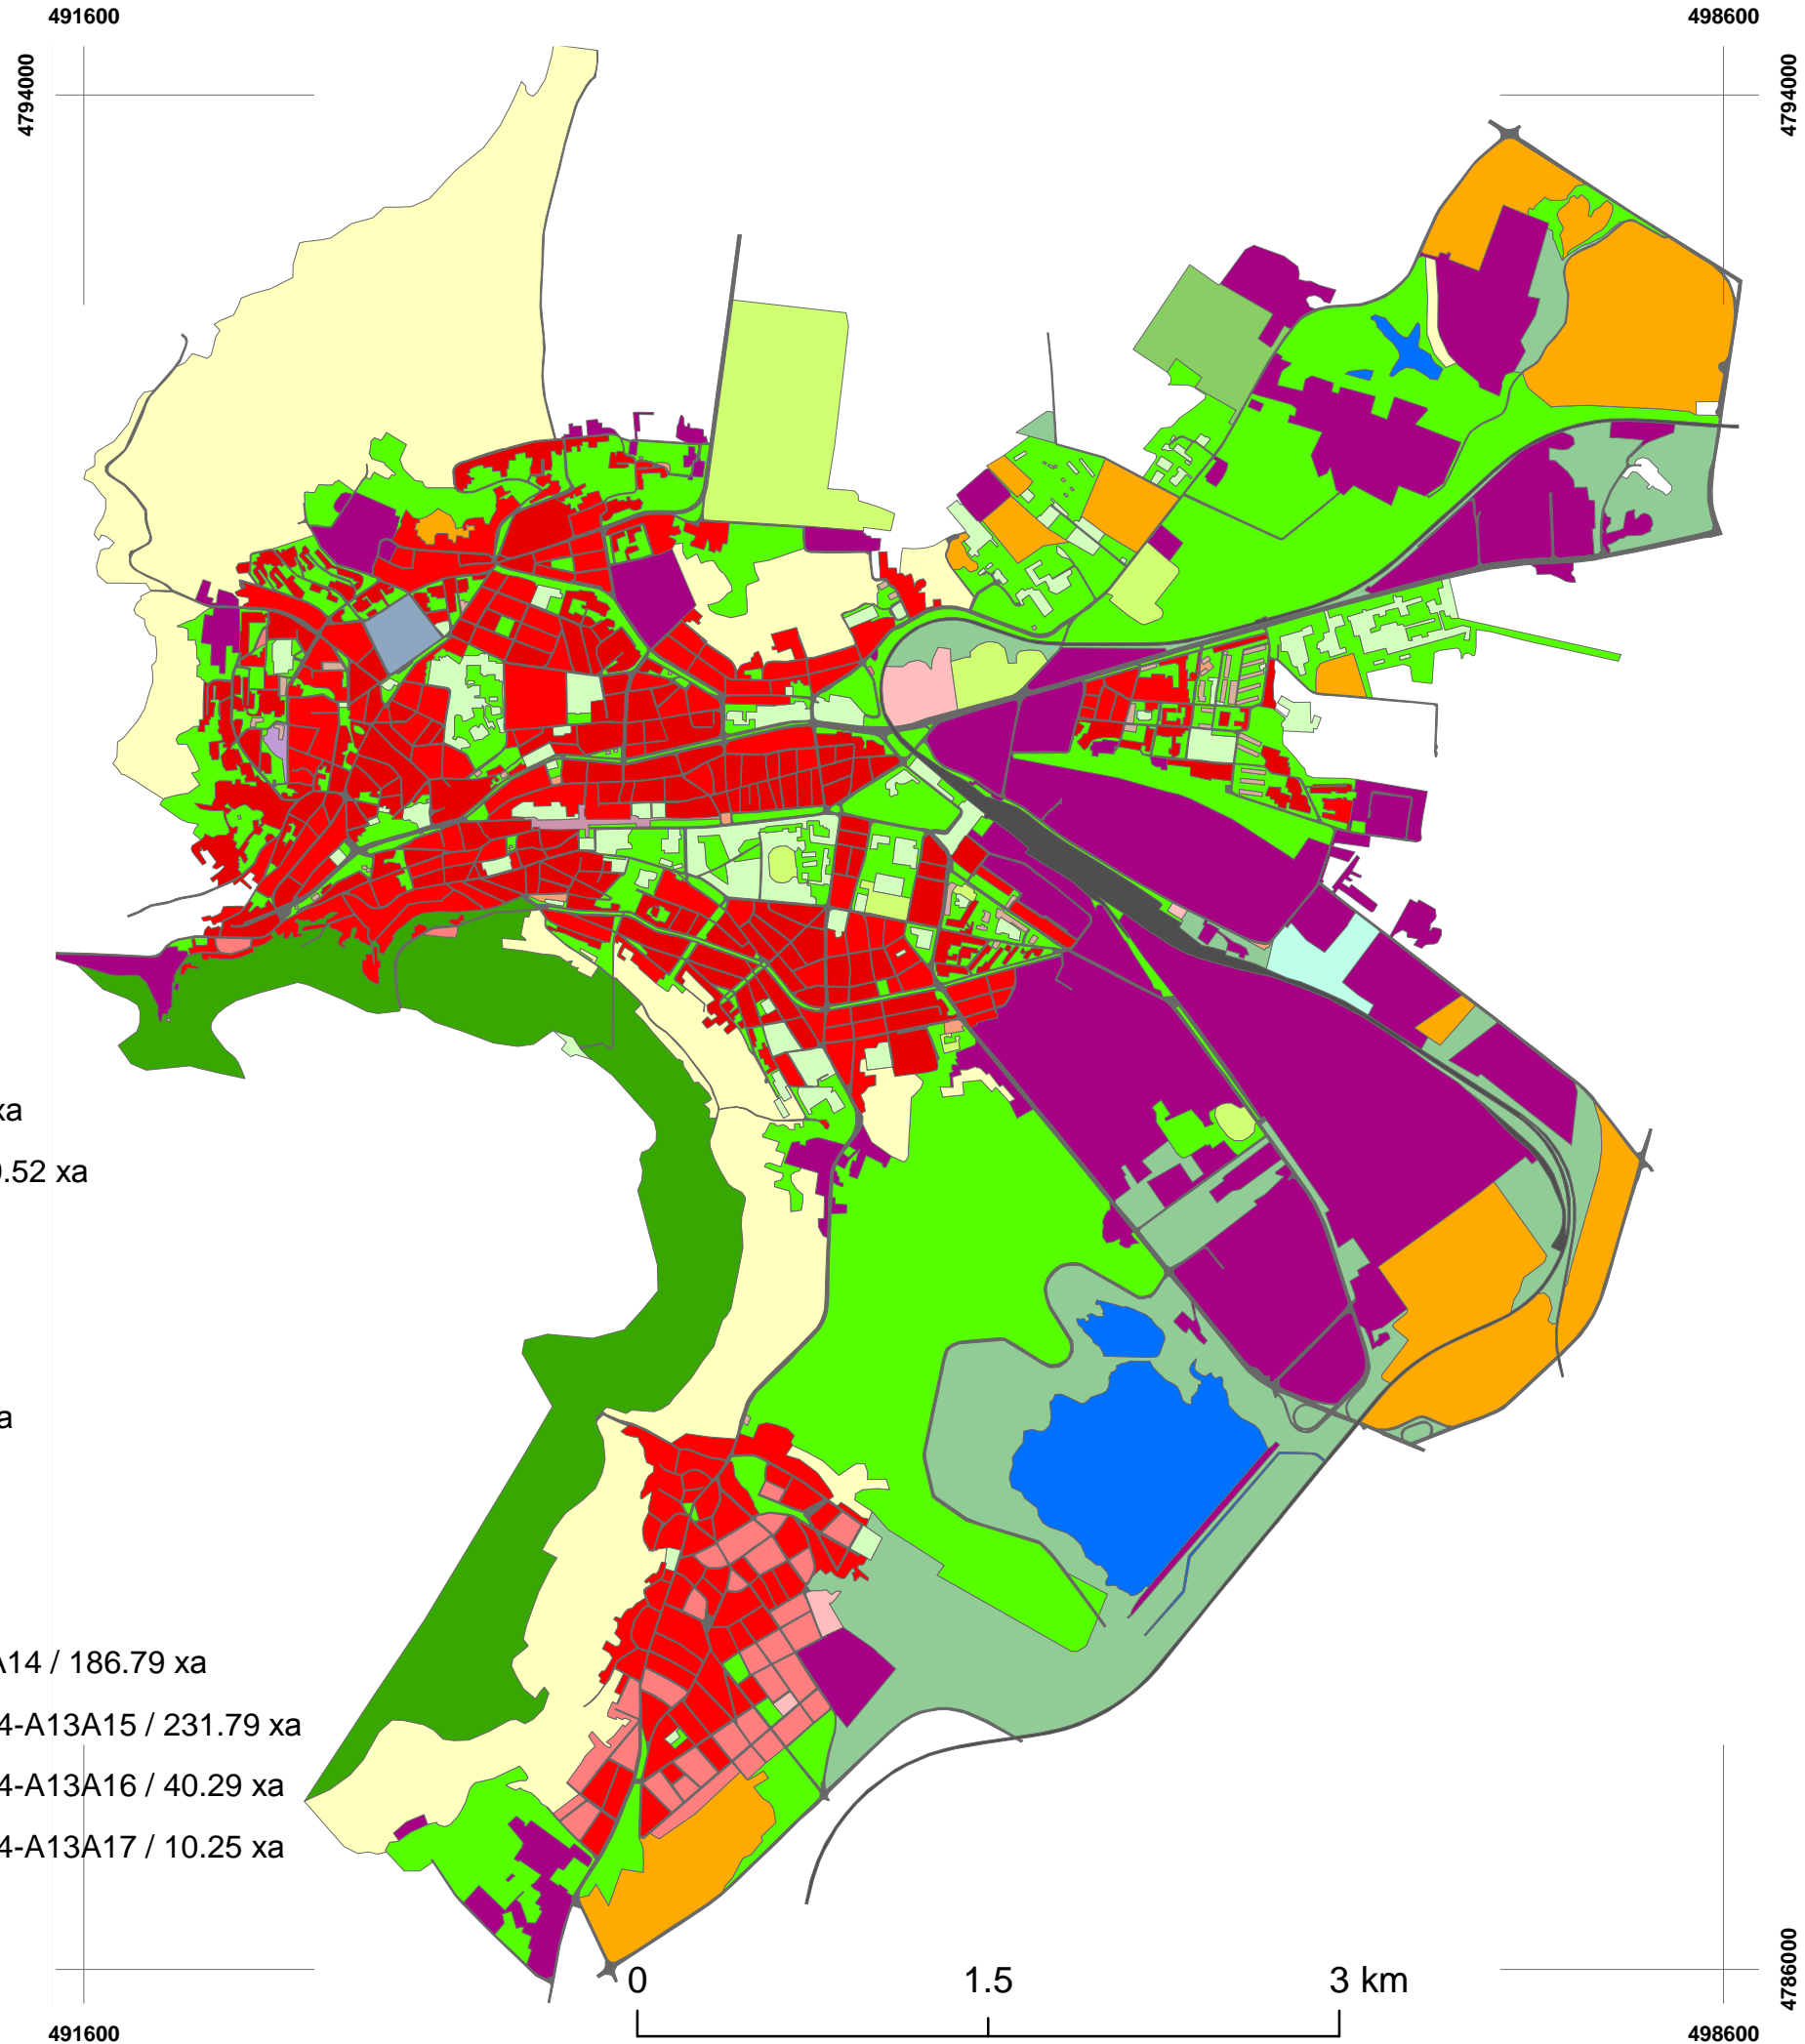 491600 498600
4794000 4794000
xa
0.52 xa
a
A14 / 186.79 xa
4-A13A15 / 231.79 xa
4-A13A16 / 40.29 xa
4-A13A17 / 10.25 xa
4786000
0 1.5 3 km
491600 498600